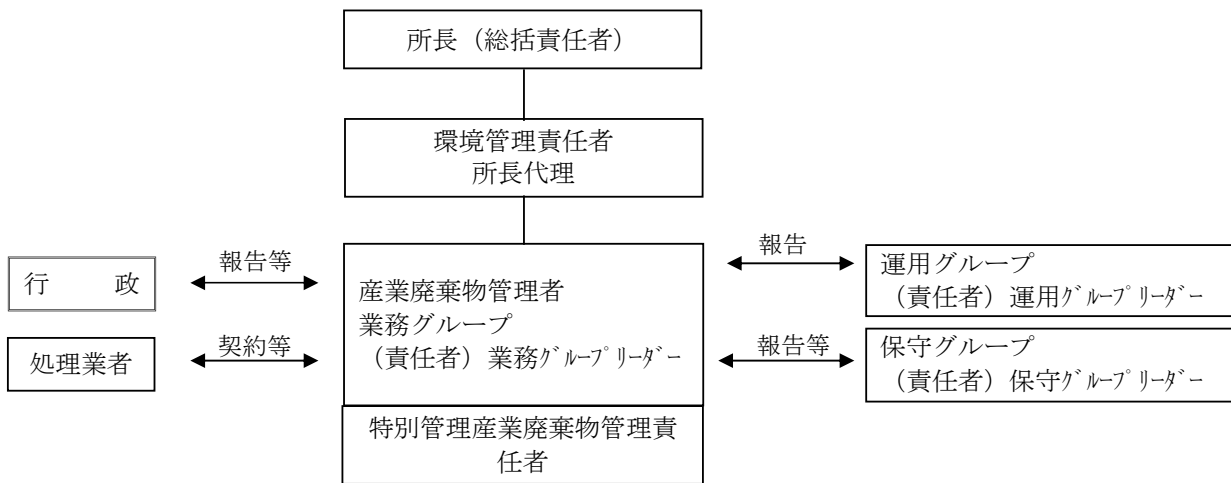 所長（総括責任者）
環境管理責任者
所長代理
報告等
行　　政
契約等
処理業者
産業廃棄物管理者
業務グループ
（責任者）業務ｸﾞﾙｰﾌﾟﾘｰﾀﾞｰ
特別管理産業廃棄物管理責
任者
報告
運用グループ
（責任者）運用ｸﾞﾙｰﾌﾟﾘｰﾀﾞｰ
報告等
保守グループ
（責任者）保守ｸﾞﾙｰﾌﾟﾘｰﾀﾞｰ